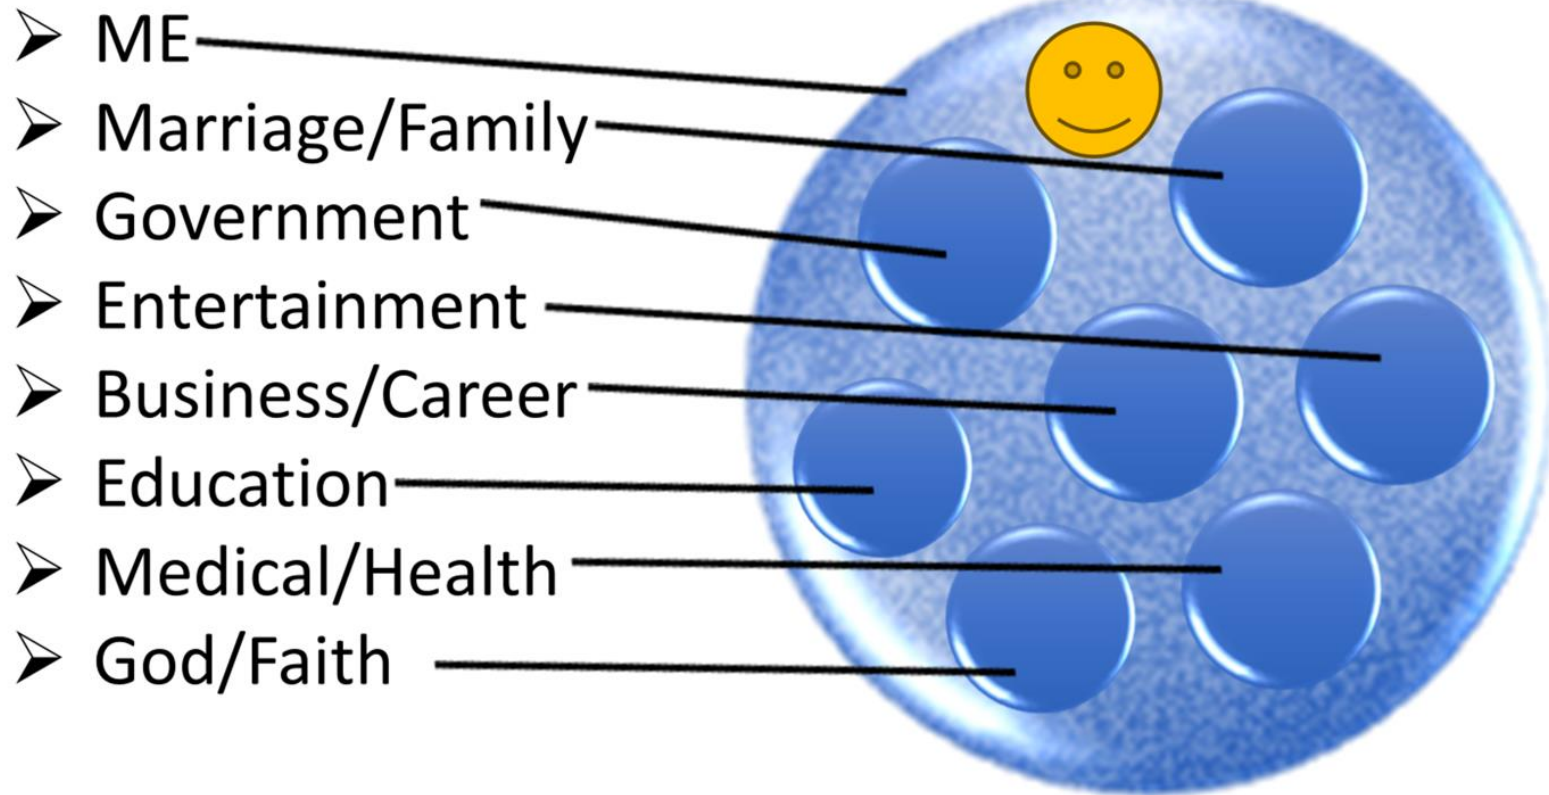 ME
Marriage/Family
Government
Entertainment
Business/Career
Education
Medical/Health
God/Faith